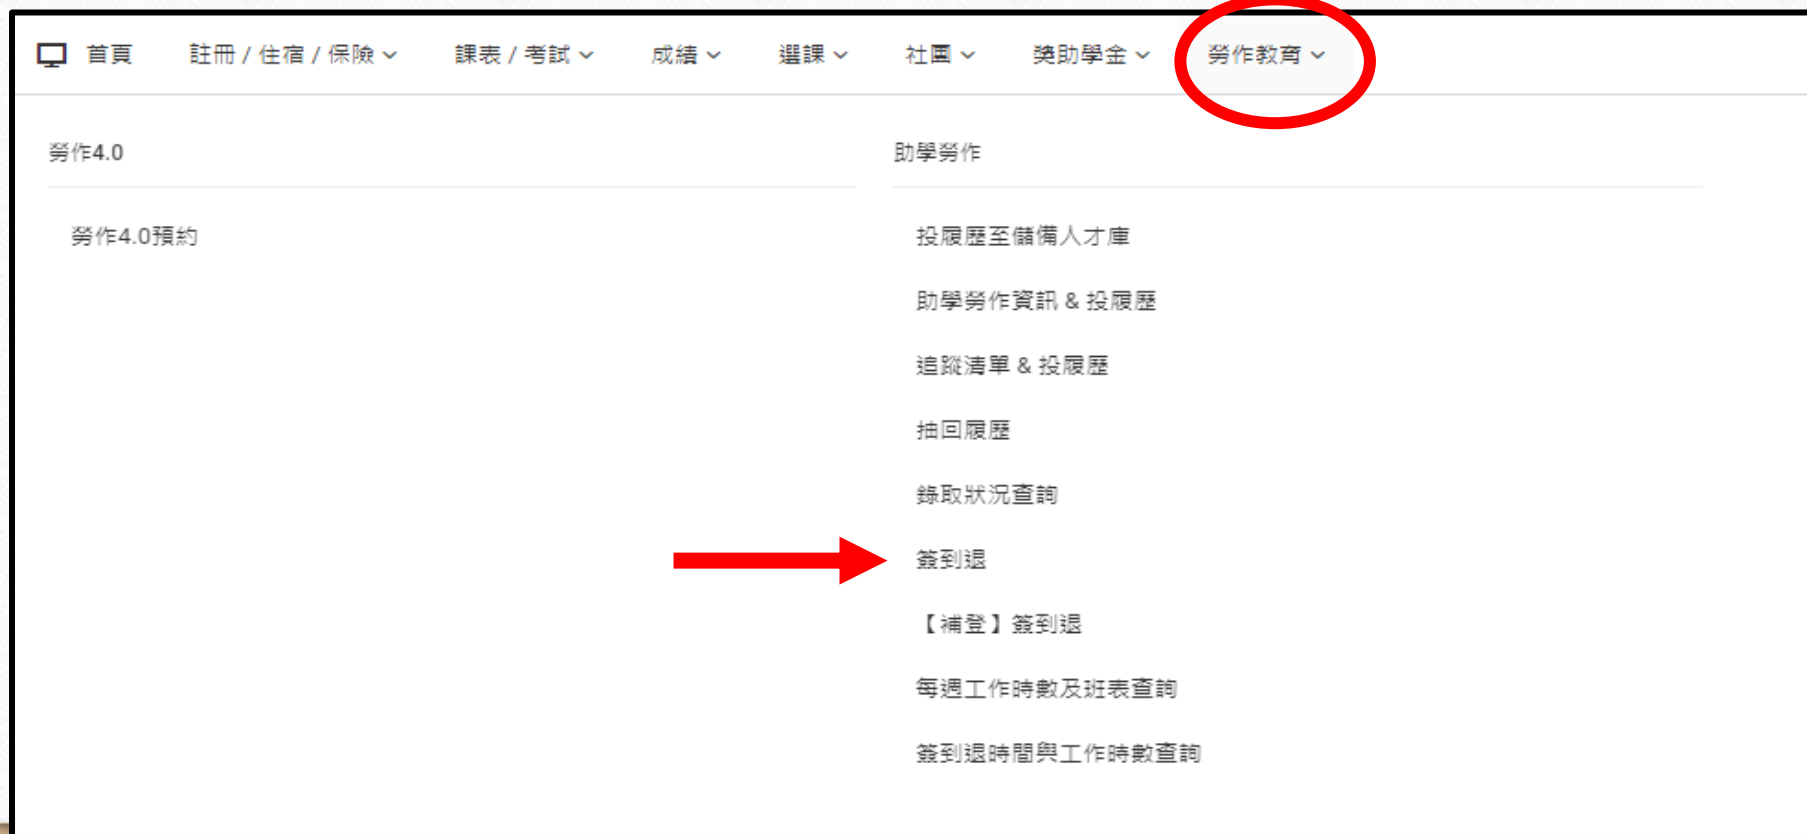 首頁 註冊 / 住宿 / 保險 課表 / 考試 成績 選課 社團 獎助學金 勞作教育
勞作4.0
勞作4.0預約
助學勞作
投履歷至儲備人才庫
助學勞作資訊 & 投履歷
追蹤清單 & 投履歷
抽回履歷
錄取狀況查詢
簽到退
【補登】簽到退
每週工作時數及班表查詢
簽到退時間與工作時數查詢